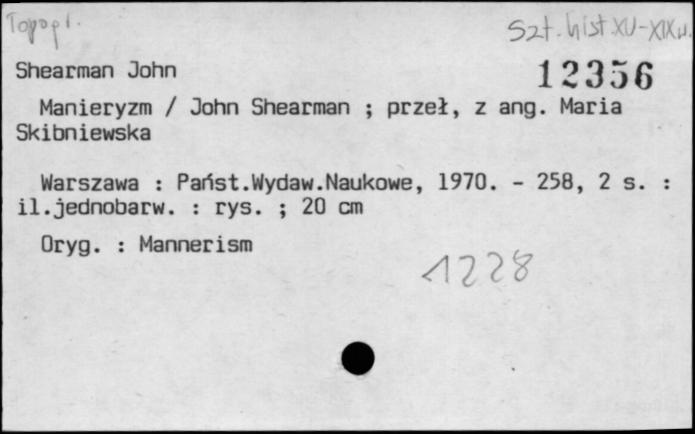 Topogr.
Szt. hist XV-XIX w.
Shearman John
12356
Manieryzm / John Shearman ; przeł, z ang. Maria
Skibniewska
Warszawa : Państ.Wydaw.Naukowe, 1970. - 258, 2 s. :
il.jednobarw. : rys. ; 20 cm
Oryg. : Mannerism
1228